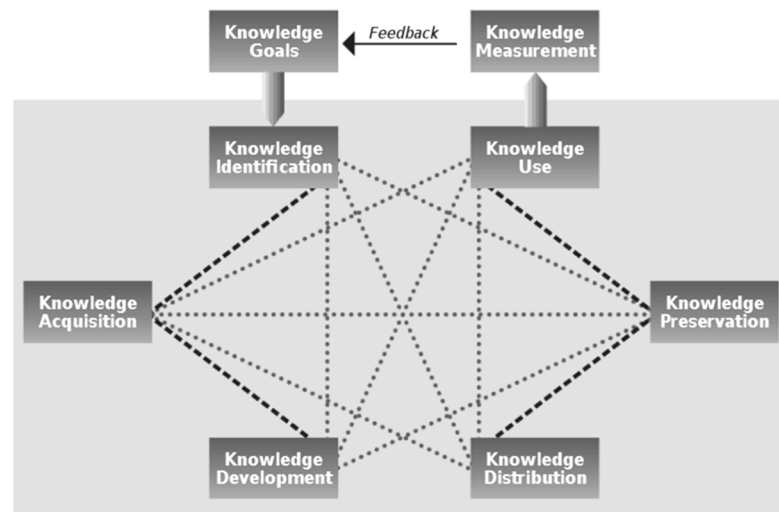 Knowledge
Goals
Feedback
Knowledge
Measurement
Knowledge
Identification
Knowledge
Use
Knowledge
Acquisition
Knowledge
Preservation
Knowledge
Development
Knowledge
Distribution